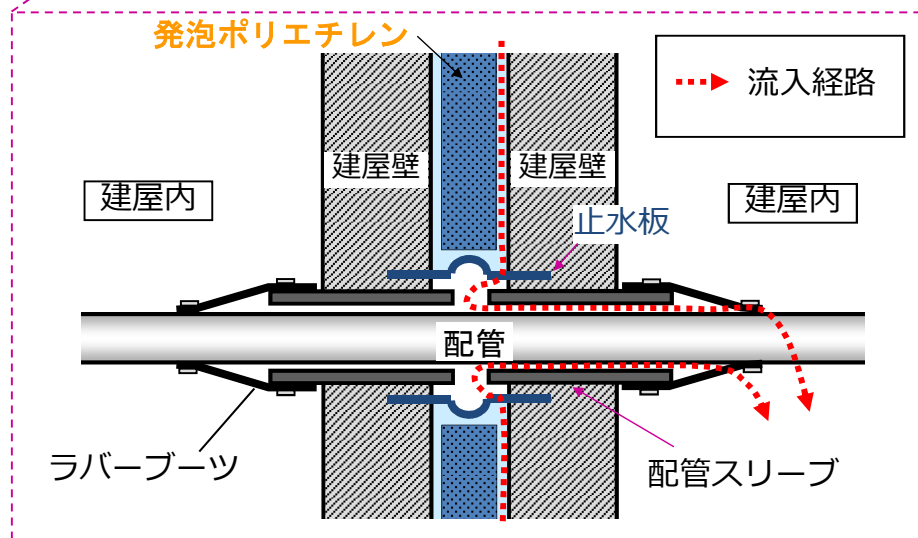 発泡ポリエチレン
流入経路
建屋壁
建屋壁
建屋内
建屋内
止水板
配管
ラバーブーツ
配管スリーブ